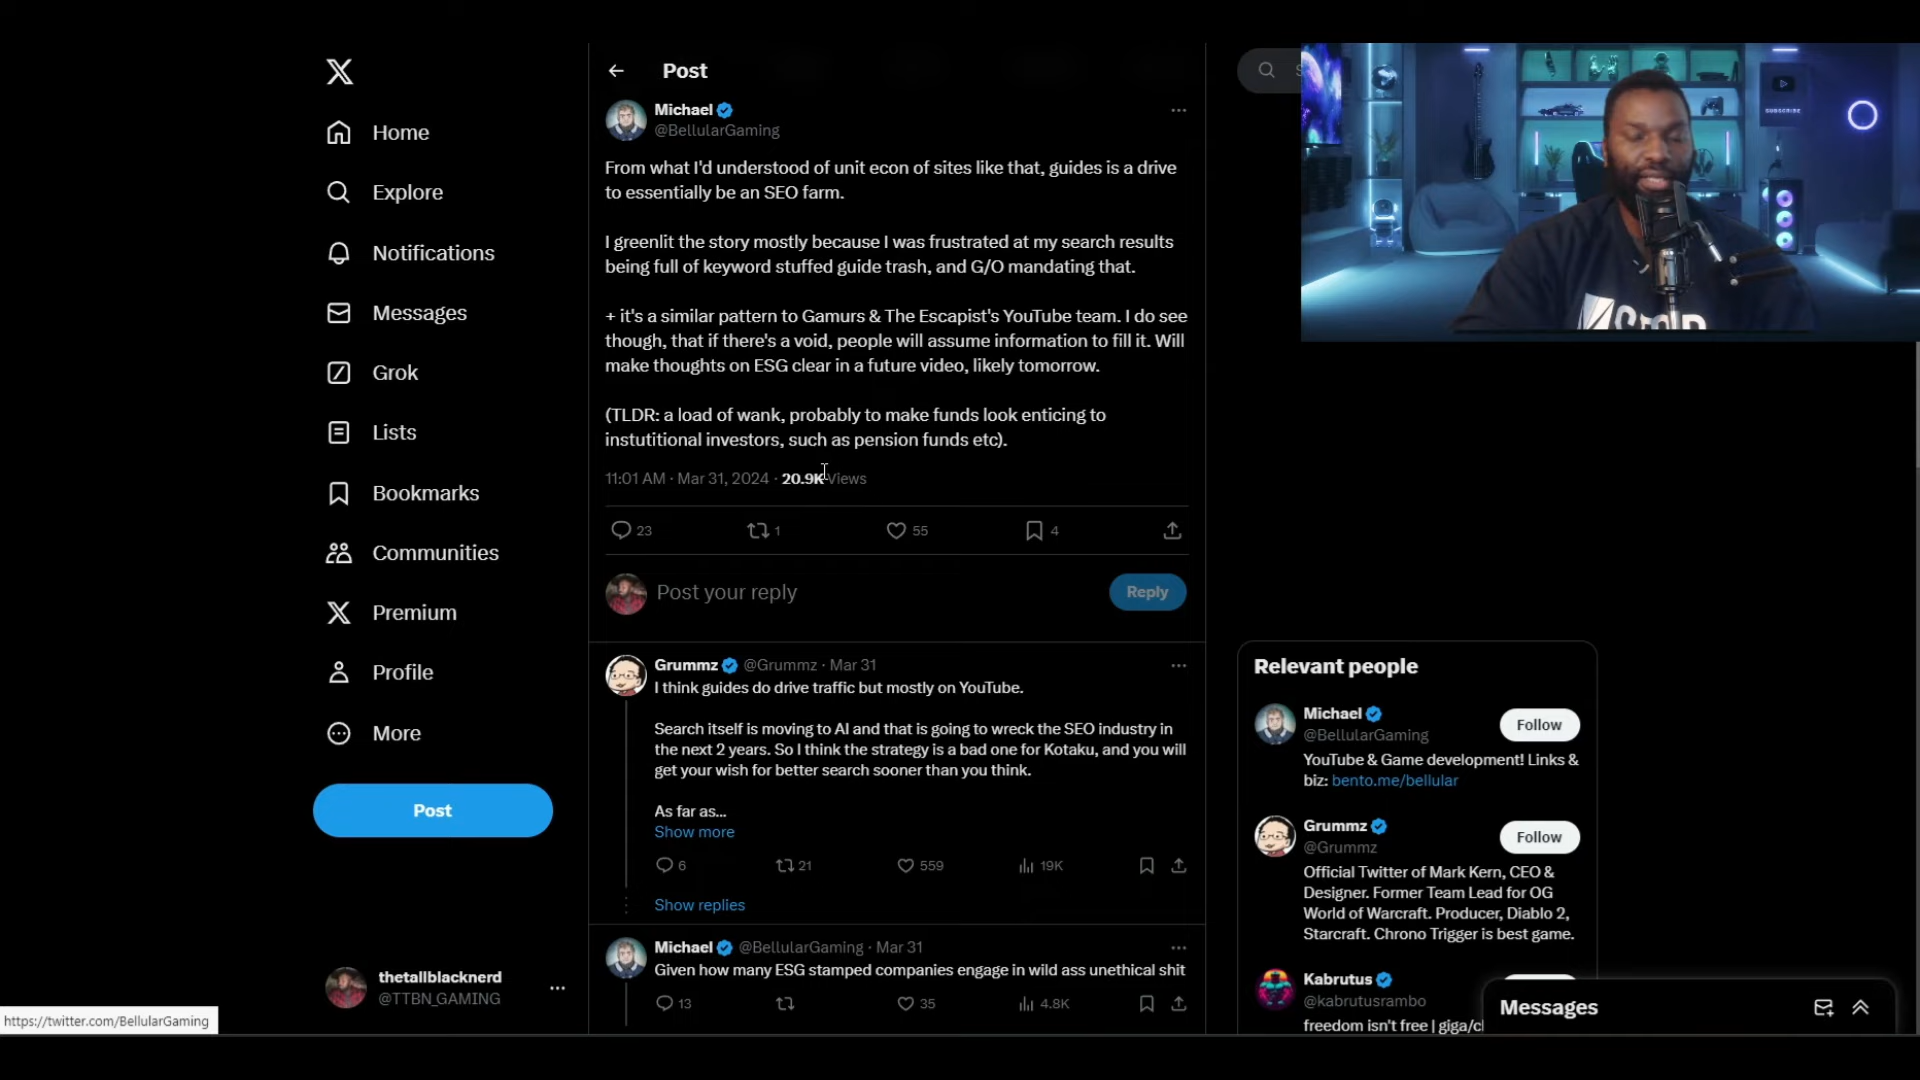 Post
Michael
@BellularGaming
From what I'd understood of unit econ of sites like that, guides is a drive
to essentially be an SEO farm.
I greenlit the story mostly because I was frustrated at my search results
being full of keyword stuffed guide trash, and G/O mandating that.
+ it's a similar pattern to Gamurs & The Escapist's YouTube team. I do see
though, that if there's a void, people will assume information to fill it. Will
make thoughts on ESG clear in a future video, likely tomorrow.
(TLDR: a load of wank, probably to make funds look enticing to
instutitional investors, such as pension funds etc).
11:01 AM · Mar 31, 2024 · 20.9K Views
23 1 55 4
Post your reply
Reply
Grummz @Grummz · Mar 31
I think guides do drive traffic but mostly on YouTube.
Search itself is moving to AI and that is going to wreck the SEO industry in
the next 2 years. So I think the strategy is a bad one for Kotaku, and you will
get your wish for better search sooner than you think.
As far as...
Show more
6 21 559 19K
Show replies
Michael @BellularGaming · Mar 31
Given how many ESG stamped companies engage in wild ass unethical shit
13 35 4.8K
Home
Explore
Notifications
Messages
Grok
Lists
Bookmarks
Communities
Premium
Profile
More
Post
thetallblacknerd
@TTBN_GAMING
https://twitter.com/BellularGaming
SUBSCRIBE
Relevant people
Michael
@BellularGaming
Follow
YouTube & Game development! Links &
biz: bento.me/bellular
Grummz
@Grummz
Follow
Official Twitter of Mark Kern, CEO &
Designer. Former Team Lead for OG
World of Warcraft. Producer, Diablo 2,
Starcraft. Chrono Trigger is best game.
Kabrutus
@kabrutusrambo
freedom isn't free | giga/c
Messages